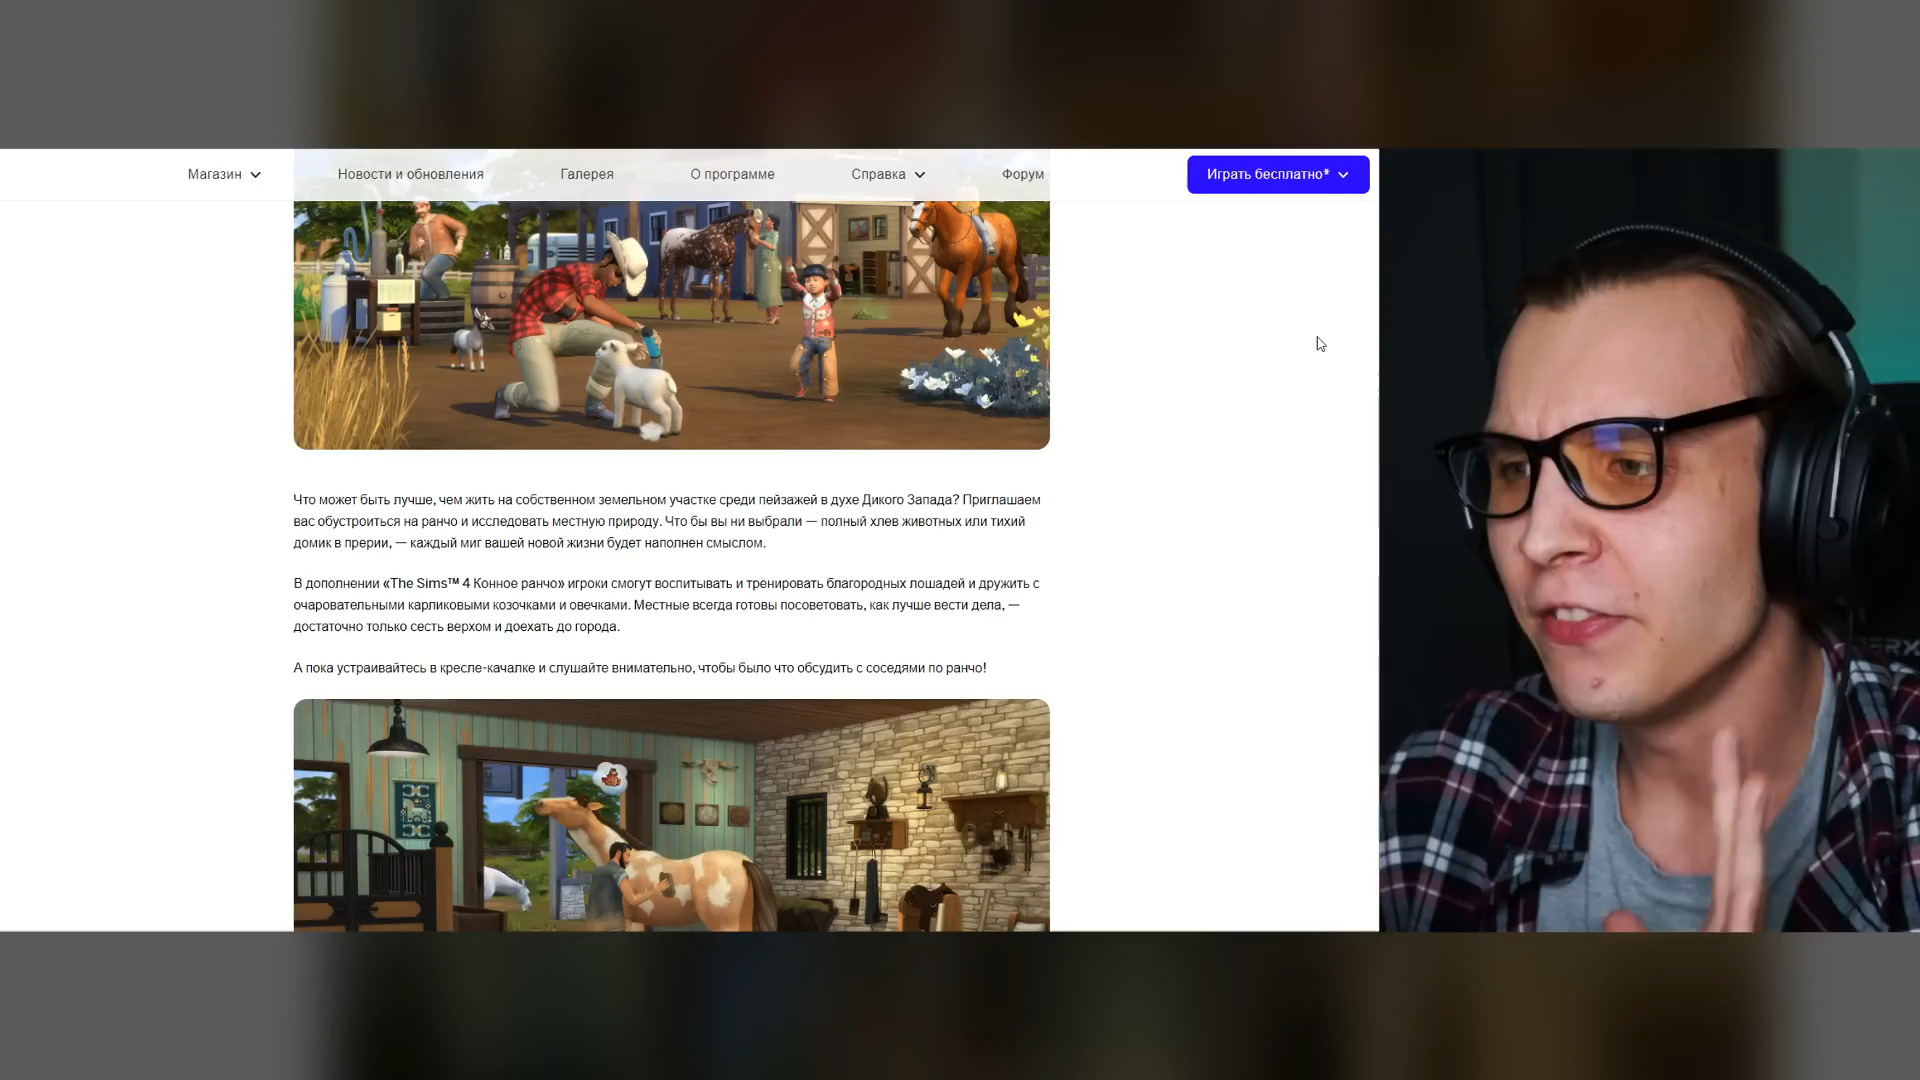 Магазин
Новости и обновления
Галерея
О программе
Справка
Форум
Играть бесплатно*
Что может быть лучше, чем жить на собственном земельном участке среди пейзажей в духе Дикого Запада? Приглашаем
вас обустроиться на ранчо и исследовать местную природу. Что бы вы ни выбрали — полный хлев животных или тихий
домик в прерии, — каждый миг вашей новой жизни будет наполнен смыслом.
В дополнении «The Sims™ 4 Конное ранчо» игроки смогут воспитывать и тренировать благородных лошадей и дружить с
очаровательными карликовыми козочками и овечками. Местные всегда готовы посоветовать, как лучше вести дела, —
достаточно только сесть верхом и доехать до города.
А пока устраивайтесь в кресле-качалке и слушайте внимательно, чтобы было что обсудить с соседями по ранчо!